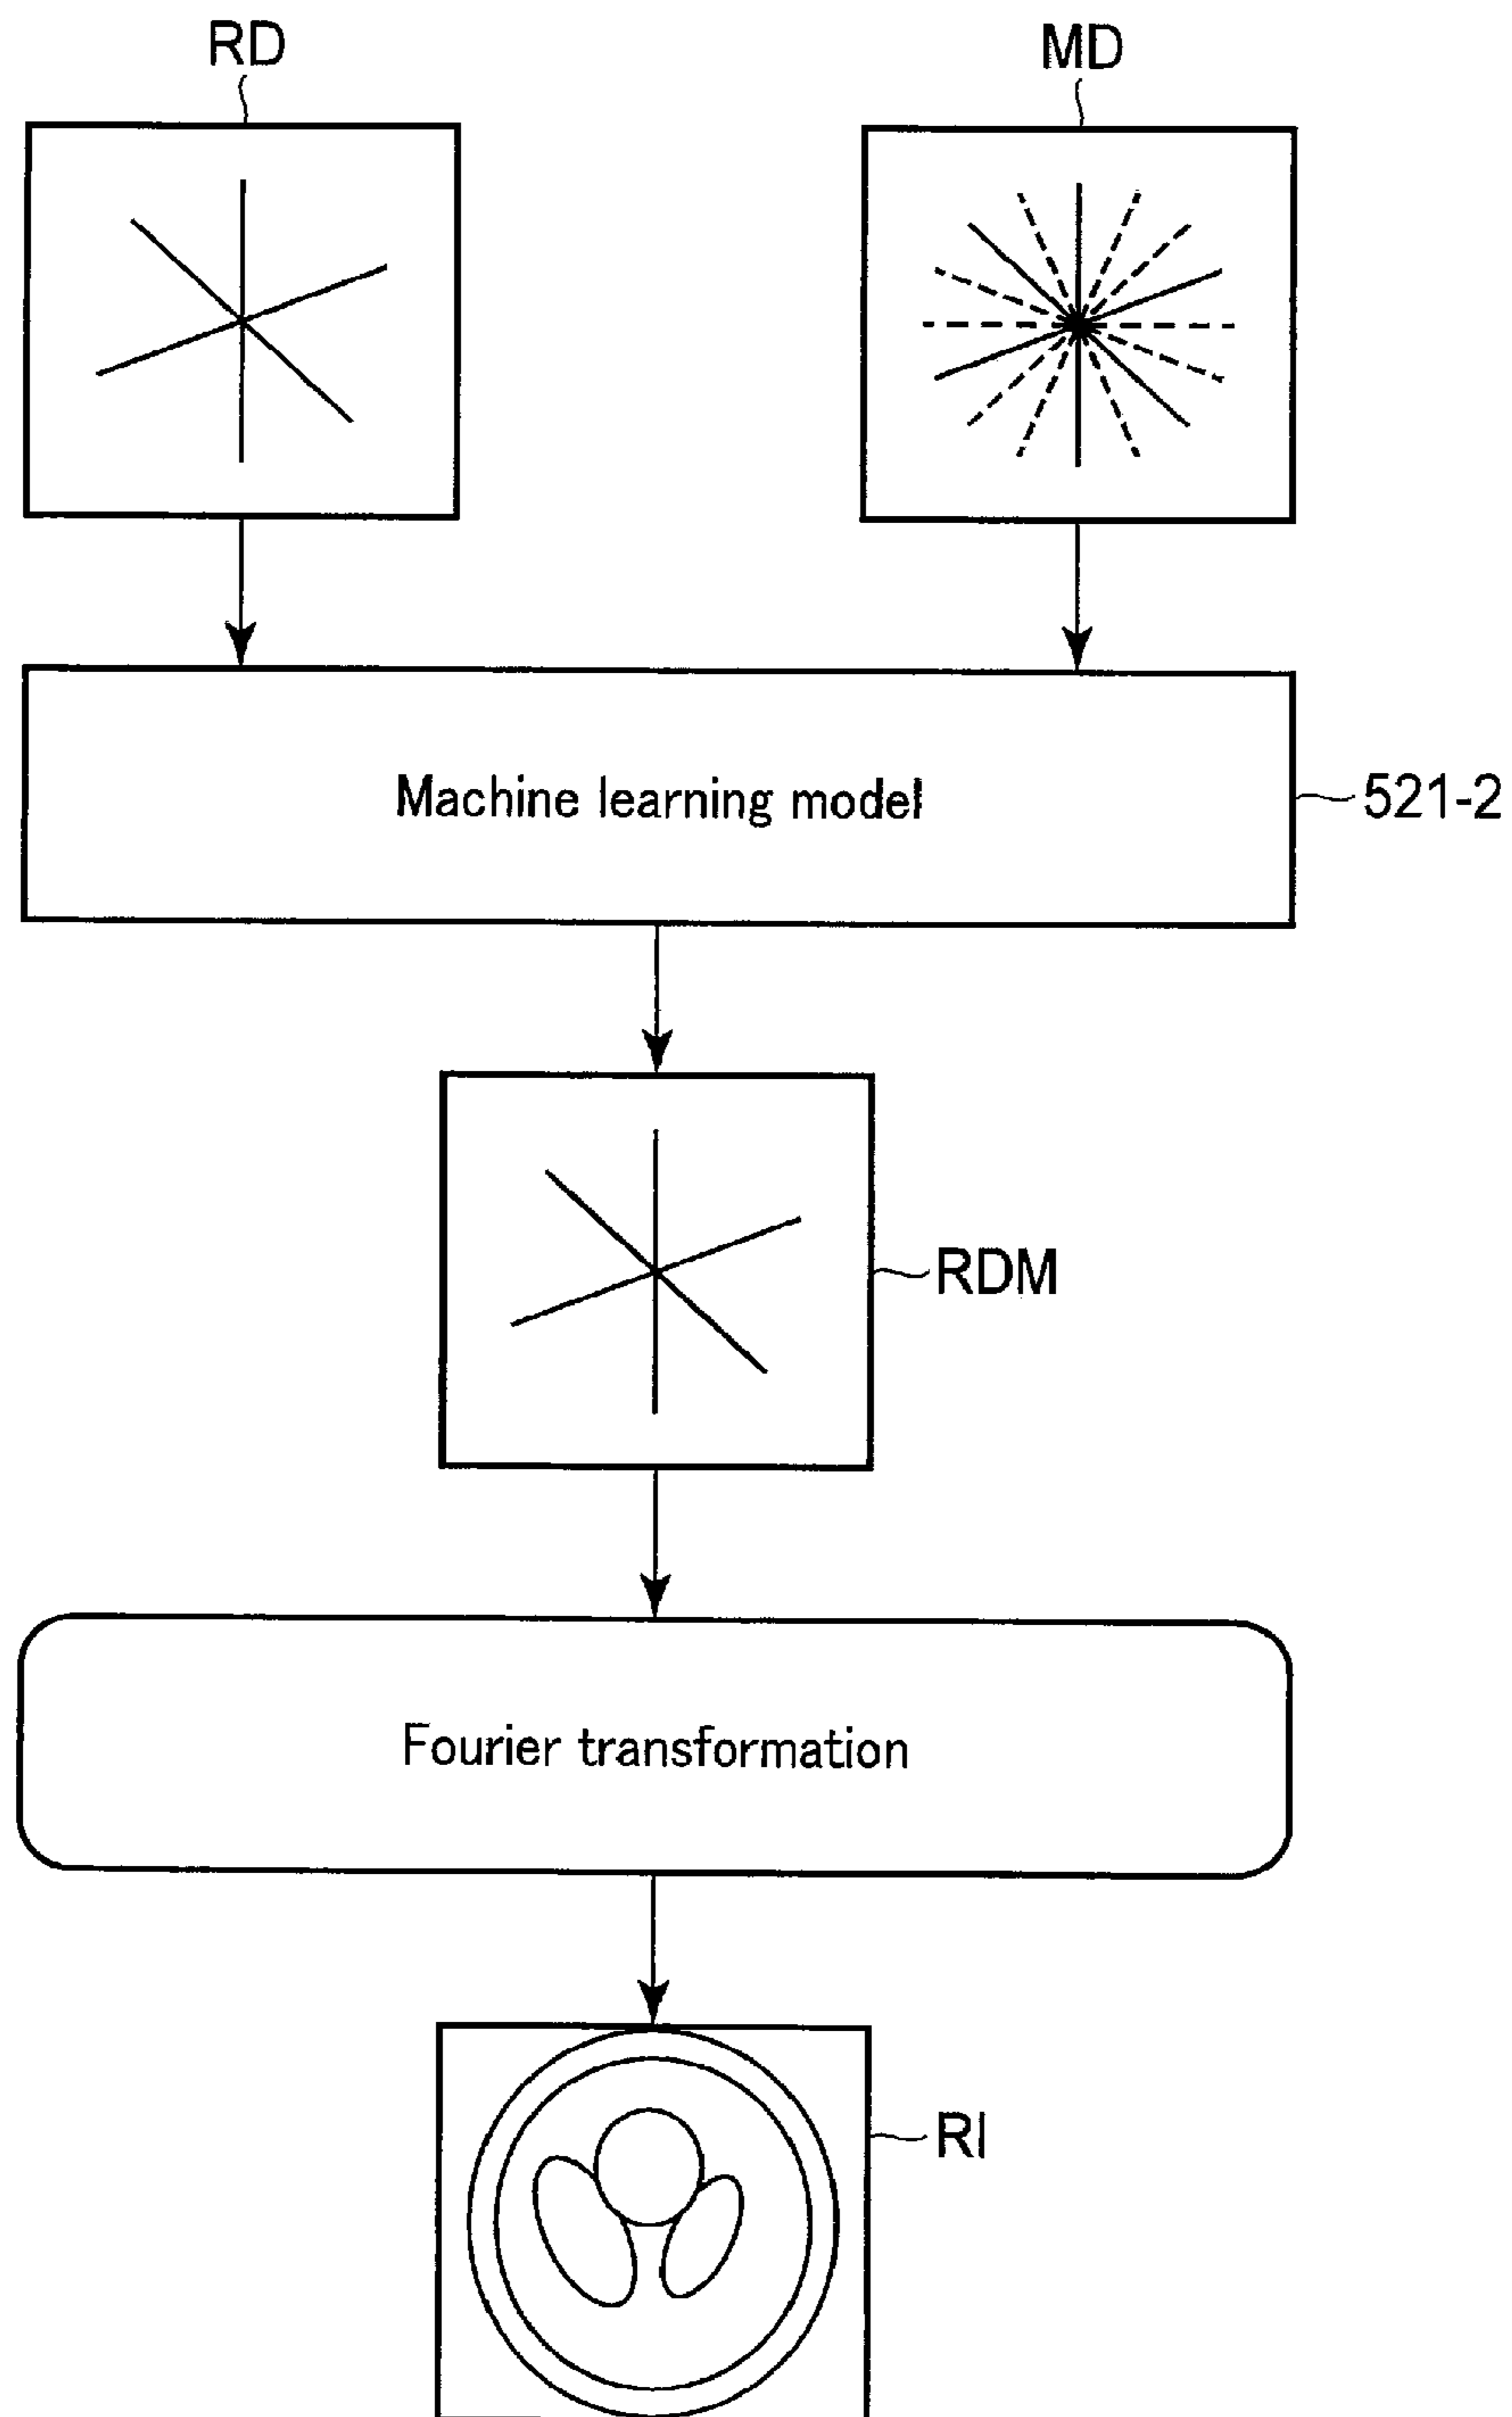 RD
MD
Machine learning model
521-2
RDM
Fourier transformation
RI